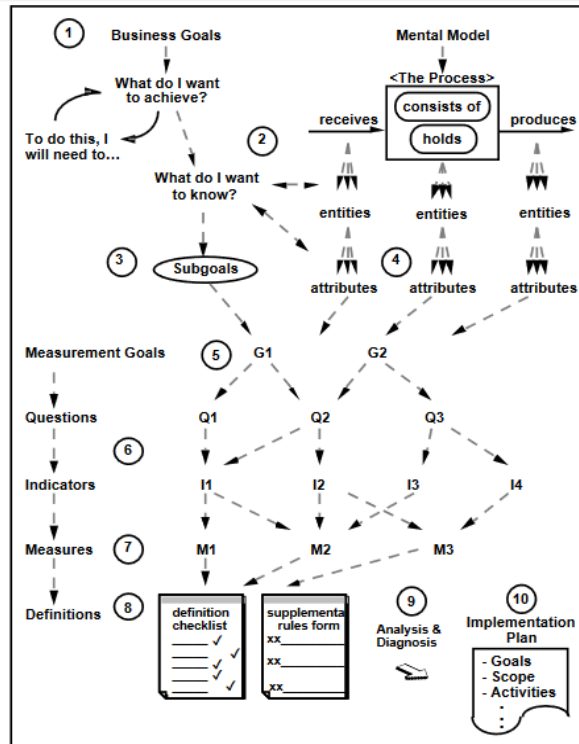 1
Business Goals
Mental Model
<The Process>
What do I want
to achieve?
consists of
receives
produces
To do this, I
will need to...
holds
2
What do I want
to know?
entities
entities
entities
3
Subgoals
4
attributes
attributes
attributes
Measurement Goals
5
G1
G2
Questions
Q1
Q2
Q3
6
Indicators
I1
I2
I3
I4
Measures
7
M1
M2
M3
Definitions
8
definition
checklist
supplementa
rules form
xx
xx
xx
9
Analysis &
Diagnosis
10
Implementation
Plan
- Goals
- Scope
- Activities